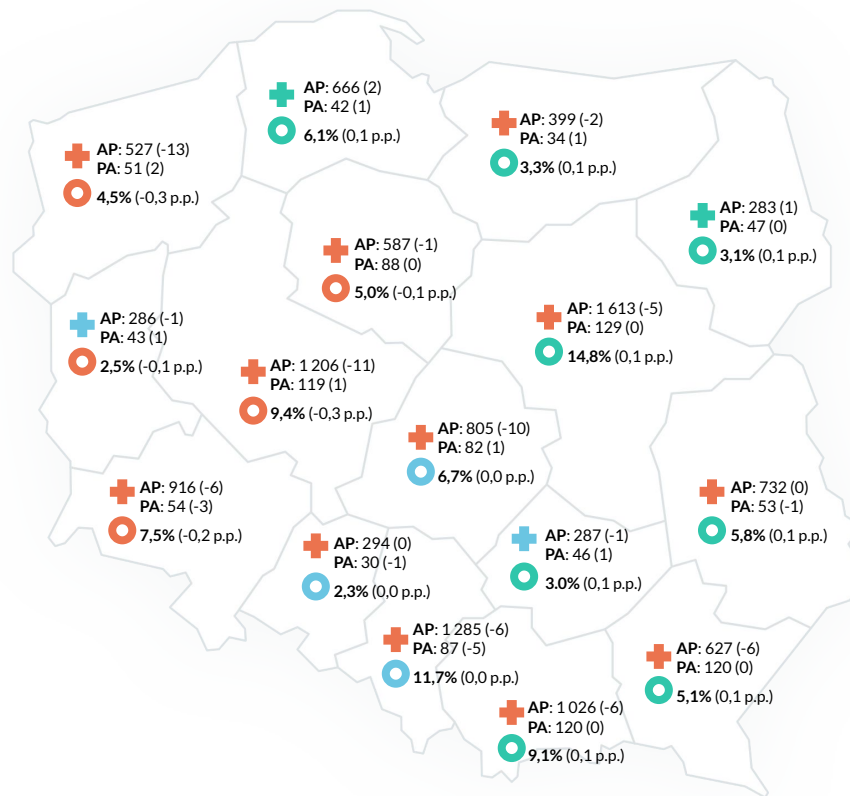 AP: 666 (2)
PA: 42 (1)
6,1% (0,1 p.p.)
AP: 399 (-2)
PA: 34 (1)
3,3% (0,1 p.p.)
AP: 527 (-13)
PA: 51 (2)
4,5% (-0,3 p.p.)
AP: 283 (1)
PA: 47 (0)
3,1% (0,1 p.p.)
AP: 587 (-1)
PA: 88 (0)
5,0% (-0,1 p.p.)
AP: 286 (-1)
PA: 43 (1)
2,5% (-0,1 p.p.)
AP: 1 613 (-5)
PA: 129 (0)
14,8% (0,1 p.p.)
AP: 1 206 (-11)
PA: 119 (1)
9,4% (-0,3 p.p.)
AP: 805 (-10)
PA: 82 (1)
6,7% (0,0 p.p.)
AP: 916 (-6)
PA: 54 (-3)
7,5% (-0,2 p.p.)
AP: 732 (0)
PA: 53 (-1)
5,8% (0,1 p.p.)
AP: 294 (0)
PA: 30 (-1)
2,3% (0,0 p.p.)
AP: 287 (-1)
PA: 46 (1)
3.0% (0,1 p.p.)
AP: 1 285 (-6)
PA: 87 (-5)
11,7% (0,0 p.p.)
AP: 627 (-6)
PA: 120 (0)
5,1% (0,1 p.p.)
AP: 1 026 (-6)
PA: 120 (0)
9,1% (0,1 p.p.)